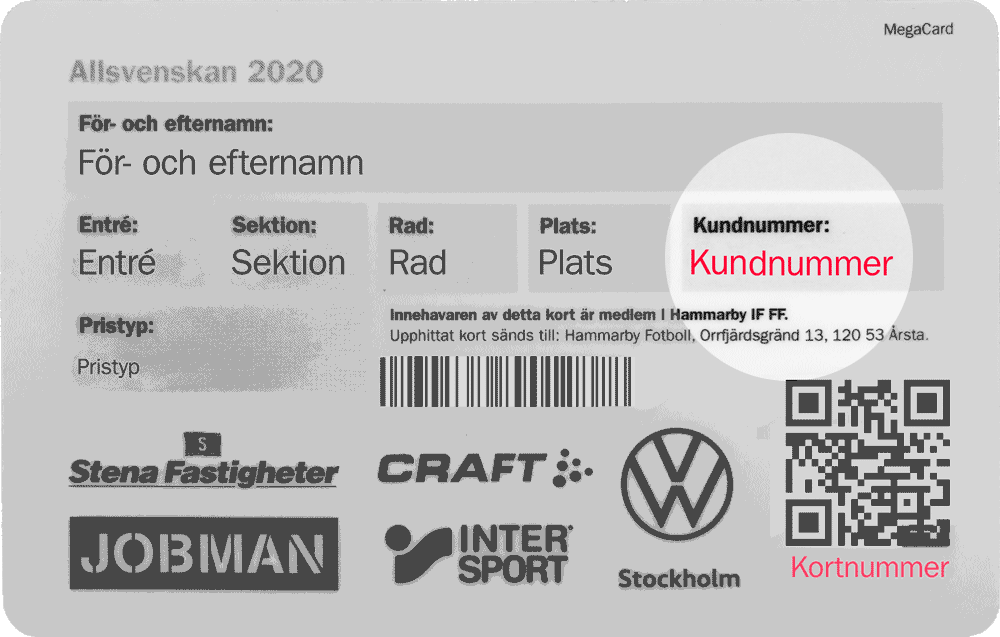 MegaCard
Allsvenskan 2020
För- och efternamn:
För- och efternamn
Entré: Sektion: Rad: Plats: Kundnummer:
Entré Sektion Rad Plats Kundnummer
Innehavaren av detta kort är medlem I Hammarby IF FF.
Pristyp:
Upphittat kort sänds till: Hammarby Fotboll, Orrfjärdsgränd 13, 120 53 Årsta.
Pristyp
S
Stena Fastigheter
CRAFT
VW
JOBMAN
INTER
SPORT
Stockholm
Kortnummer